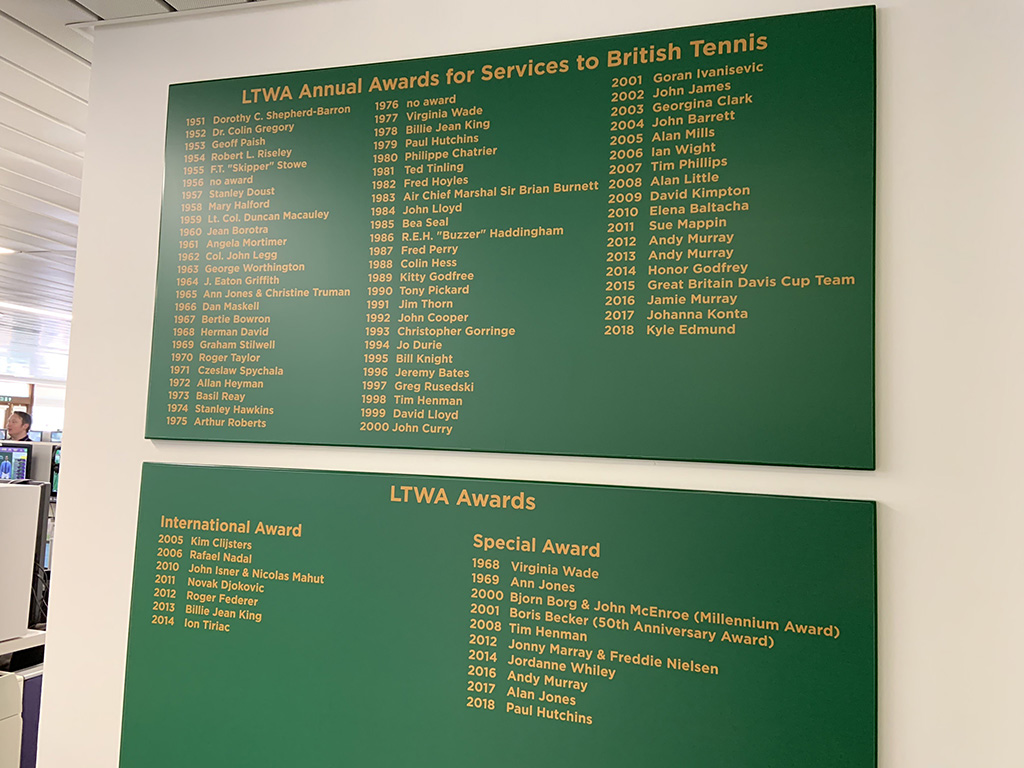 LTWA Annual Awards for Services to British Tennis
1951 Dorothy C. Shepherd-Barron
1952 Dr. Colin Gregory
1953 Geoff Paish
1954 Robert L. Riseley
1955 F.T. "Skipper" Stowe
1956 no award
1957 Stanley Doust
1958 Mary Halford
1959 Lt. Col. Duncan Macauley
1960 Jean Borotra
1961 Angela Mortimer
1962 Col. John Legg
1963 George Worthington
1964 J. Eaton Griffith
1965 Ann Jones & Christine Truman
1966 Dan Maskell
1967 Bertie Bowron
1968 Herman David
1969 Graham Stilwell
1970 Roger Taylor
1971 Czeslaw Spychala
1972 Allan Heyman
1973 Basil Reay
1974 Stanley Hawkins
1975 Arthur Roberts
1976 no award
1977 Virginia Wade
1978 Billie Jean King
1979 Paul Hutchins
1980 Philippe Chatrier
1981 Ted Tinling
1982 Fred Hoyles
1983 Air Chief Marshal Sir Brian Burnett
1984 John Lloyd
1985 Bea Seal
1986 R.E.H. "Buzzer" Haddingham
1987 Fred Perry
1988 Colin Hess
1989 Kitty Godfree
1990 Tony Pickard
1991 Jim Thorn
1992 John Cooper
1993 Christopher Gorringe
1994 Jo Durie
1995 Bill Knight
1996 Jeremy Bates
1997 Greg Rusedski
1998 Tim Henman
1999 David Lloyd
2000 John Curry
2001 Goran Ivanisevic
2002 John James
2003 Georgina Clark
2004 John Barrett
2005 Alan Mills
2006 Ian Wight
2007 Tim Phillips
2008 Alan Little
2009 David Kimpton
2010 Elena Baltacha
2011 Sue Mappin
2012 Andy Murray
2013 Andy Murray
2014 Honor Godfrey
2015 Great Britain Davis Cup Team
2016 Jamie Murray
2017 Johanna Konta
2018 Kyle Edmund
LTWA Awards
International Award
2005 Kim Clijsters
2006 Rafael Nadal
2010 John Isner & Nicolas Mahut
2011 Novak Djokovic
2012 Roger Federer
2013 Billie Jean King
2014 Ion Tiriac
Special Award
1968 Virginia Wade
1969 Ann Jones
2000 Bjorn Borg & John McEnroe (Millennium Award)
2001 Boris Becker (50th Anniversary Award)
2008 Tim Henman
2012 Jonny Marray & Freddie Nielsen
2014 Jordanne Whiley
2016 Andy Murray
2017 Alan Jones
2018 Paul Hutchins